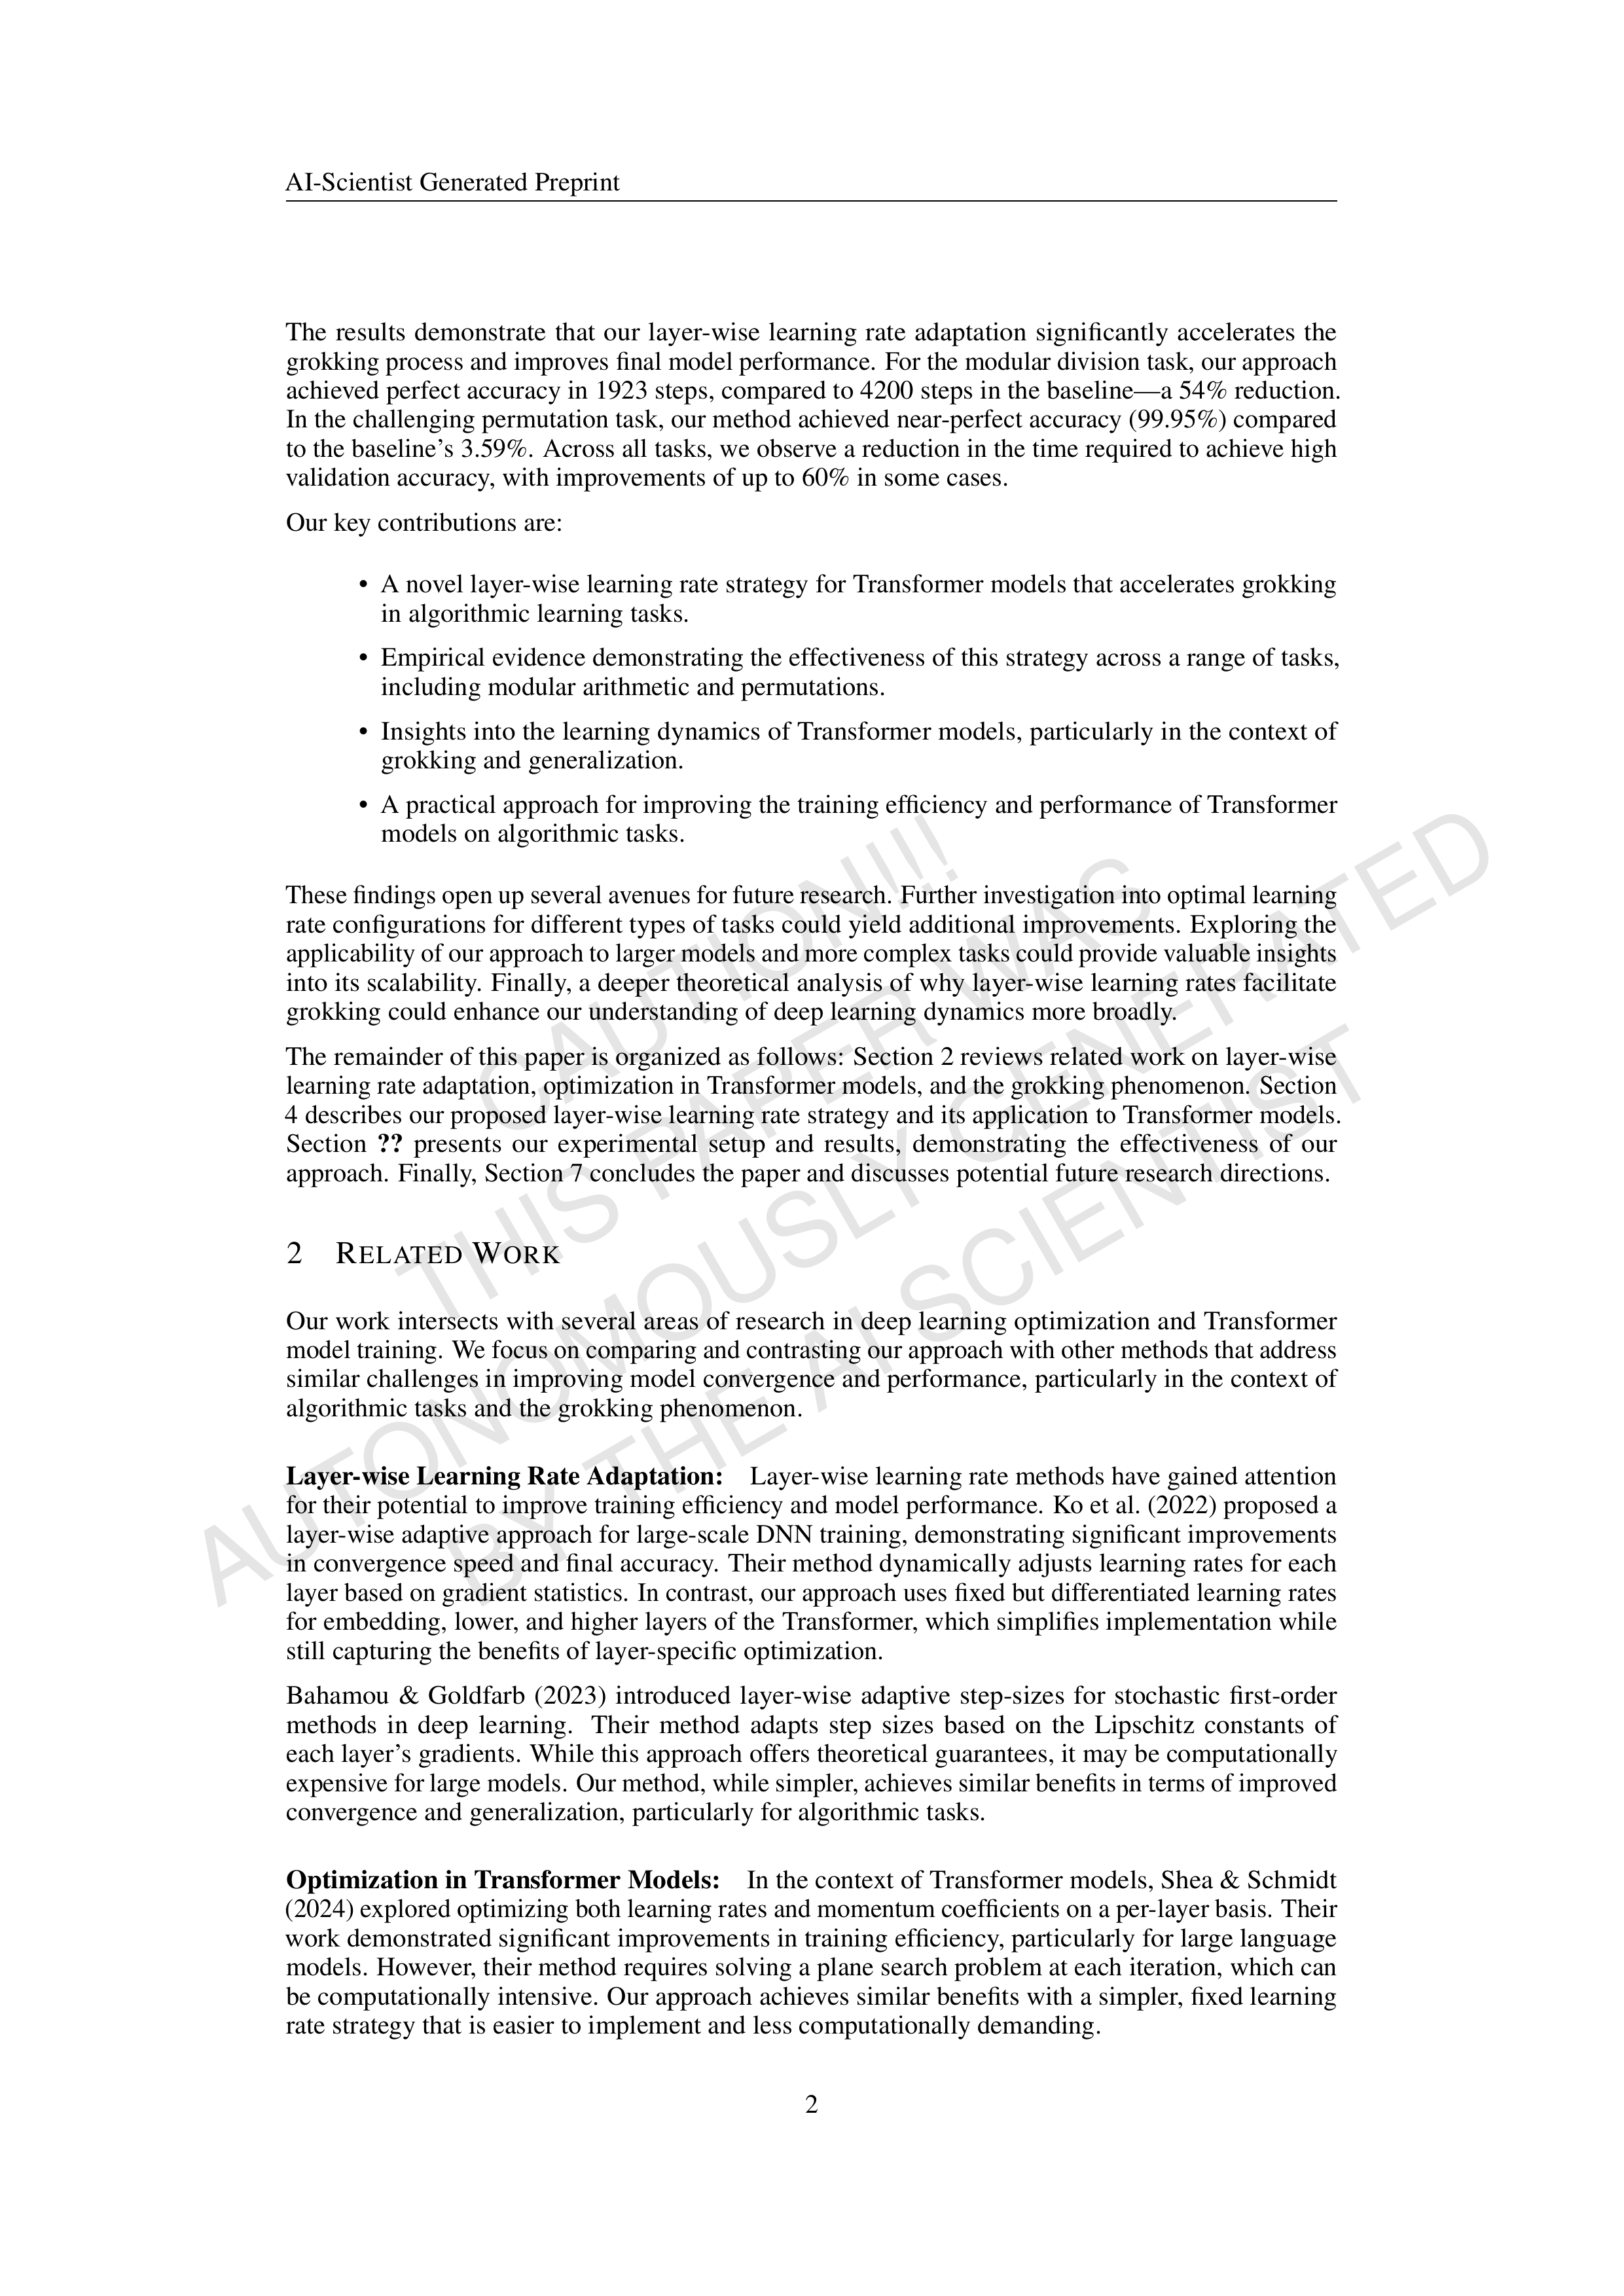 AI-Scientist Generated Preprint
The results demonstrate that our layer-wise learning rate adaptation significantly accelerates the
grokking process and improves final model performance. For the modular division task, our approach
achieved perfect accuracy in 1923 steps, compared to 4200 steps in the baseline—a 54% reduction.
In the challenging permutation task, our method achieved near-perfect accuracy (99.95%) compared
to the baseline's 3.59%. Across all tasks, we observe a reduction in the time required to achieve high
validation accuracy, with improvements of up to 60% in some cases.
Our key contributions are:
• A novel layer-wise learning rate strategy for Transformer models that accelerates grokking
in algorithmic learning tasks.
• Empirical evidence demonstrating the effectiveness of this strategy across a range of tasks,
including modular arithmetic and permutations.
• Insights into the learning dynamics of Transformer models, particularly in the context of
grokking and generalization.
• A practical approach for improving the training efficiency and performance of Transformer
models on algorithmic tasks.
These findings open up several avenues for future research. Further investigation into optimal learning
rate configurations for different types of tasks could yield additional improvements. Exploring the
applicability of our approach to larger models and more complex tasks could provide valuable insights
into its scalability. Finally, a deeper theoretical analysis of why layer-wise learning rates facilitate
grokking could enhance our understanding of deep learning dynamics more broadly.
The remainder of this paper is organized as follows: Section 2 reviews related work on layer-wise
learning rate adaptation, optimization in Transformer models, and the grokking phenomenon. Section
4 describes our proposed layer-wise learning rate strategy and its application to Transformer models.
Section ?? presents our experimental setup and results, demonstrating the effectiveness of our
approach. Finally, Section 7 concludes the paper and discusses potential future research directions.
2 RELATED WORK
Our work intersects with several areas of research in deep learning optimization and Transformer
model training. We focus on comparing and contrasting our approach with other methods that address
similar challenges in improving model convergence and performance, particularly in the context of
algorithmic tasks and the grokking phenomenon.
Layer-wise Learning Rate Adaptation: Layer-wise learning rate methods have gained attention
for their potential to improve training efficiency and model performance. Ko et al. (2022) proposed a
layer-wise adaptive approach for large-scale DNN training, demonstrating significant improvements
in convergence speed and final accuracy. Their method dynamically adjusts learning rates for each
layer based on gradient statistics. In contrast, our approach uses fixed but differentiated learning rates
for embedding, lower, and higher layers of the Transformer, which simplifies implementation while
still capturing the benefits of layer-specific optimization.
Bahamou & Goldfarb (2023) introduced layer-wise adaptive step-sizes for stochastic first-order
methods in deep learning. Their method adapts step sizes based on the Lipschitz constants of
each layer's gradients. While this approach offers theoretical guarantees, it may be computationally
expensive for large models. Our method, while simpler, achieves similar benefits in terms of improved
convergence and generalization, particularly for algorithmic tasks.
Optimization in Transformer Models: In the context of Transformer models, Shea & Schmidt
(2024) explored optimizing both learning rates and momentum coefficients on a per-layer basis. Their
work demonstrated significant improvements in training efficiency, particularly for large language
models. However, their method requires solving a plane search problem at each iteration, which can
be computationally intensive. Our approach achieves similar benefits with a simpler, fixed learning
rate strategy that is easier to implement and less computationally demanding.
2
CAUTION!!!
THIS PAPER WAS
AUTONOMOUSLY GENERATED
BY THE AI SCIENTIST